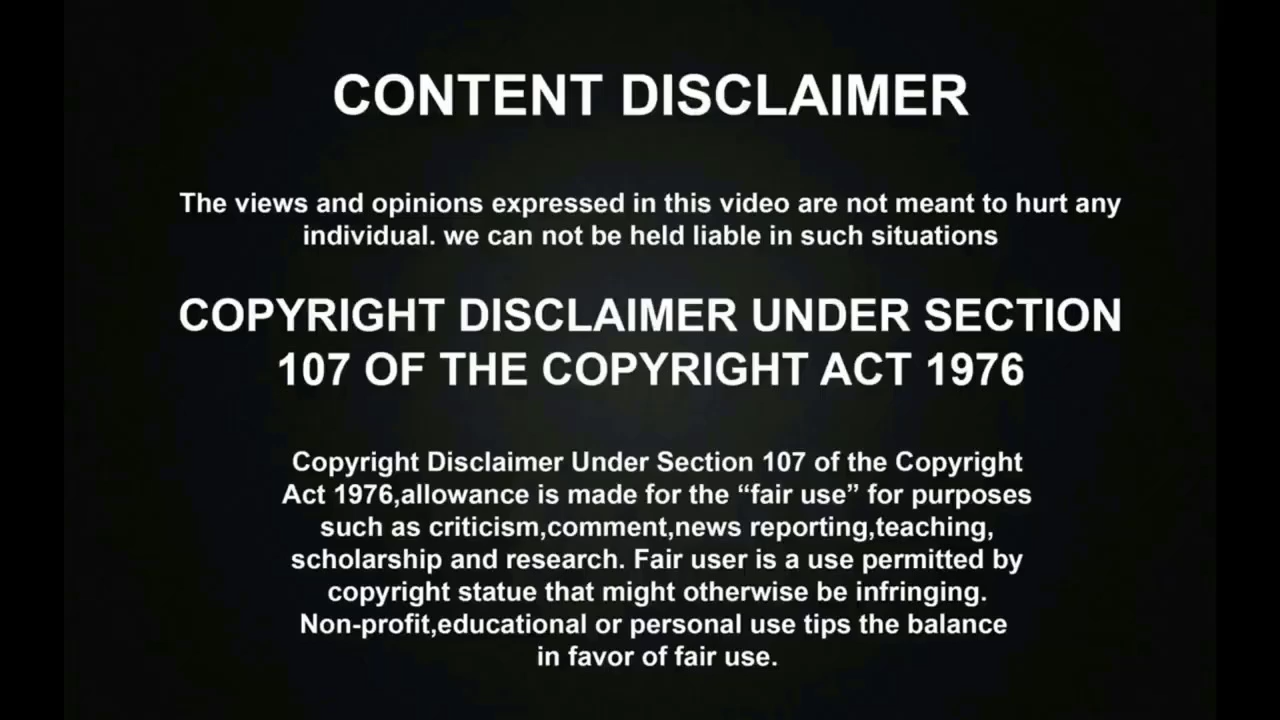 CONTENT DISCLAIMER
The views and opinions expressed in this video are not meant to hurt any
individual. we can not be held liable in such situations
COPYRIGHT DISCLAIMER UNDER SECTION
107 OF THE COPYRIGHT ACT 1976
Copyright Disclaimer Under Section 107 of the Copyright
Act 1976,allowance is made for the “fair use” for purposes
such as criticism,comment,news reporting,teaching,
scholarship and research. Fair user is a use permitted by
copyright statue that might otherwise be infringing.
Non-profit,educational or personal use tips the balance
in favor of fair use.